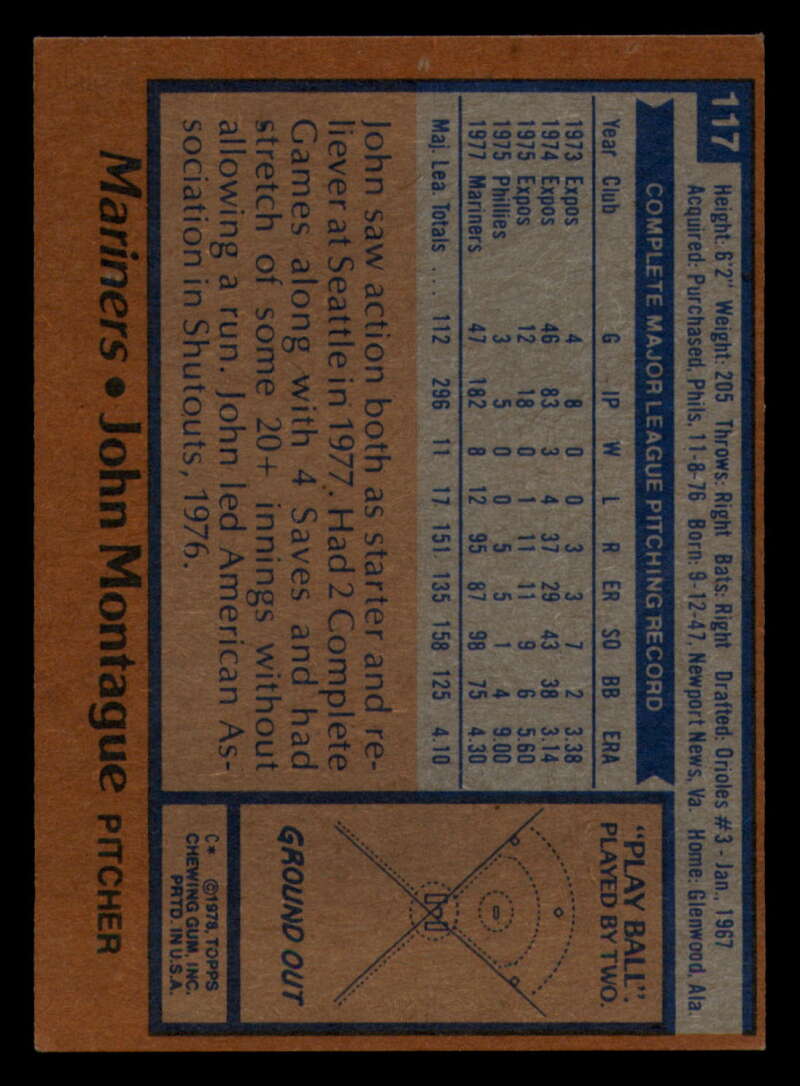 117
Height: 6'2" Weight: 205 Throws: Right Bats: Right Drafted: Orioles #3 - Jan., 1967
Acquired: Purchased, Phils, 11-8-76 Born: 9-12-47, Newport News, Va. Home: Glenwood, Ala.
COMPLETE MAJOR LEAGUE PITCHING RECORD
Year Club G IP W L R ER SO BB ERA
1973 Expos 4 8 0 0 3 3 7 2 3.38
1974 Expos 46 83 3 4 37 29 43 38 3.14
1975 Expos 12 18 0 1 11 11 9 6 5.60
1975 Phillies 3 5 0 0 5 5 1 4 9.00
1977 Mariners 47 182 8 12 95 87 98 75 4.30
Maj. Lea. Totals .... 112 296 11 17 151 135 158 125 4.10
John saw action both as starter and re-
liever at Seattle in 1977. Had 2 Complete
Games along with 4 Saves and had
stretch of some 20+ innings without
allowing a run. John led American As-
sociation in Shutouts, 1976.
"PLAY BALL"
PLAYED BY TWO.
GROUND OUT
C* ©1978, TOPPS
CHEWING GUM, INC.
PRTD. IN U.S.A.
Mariners • John Montague PITCHER